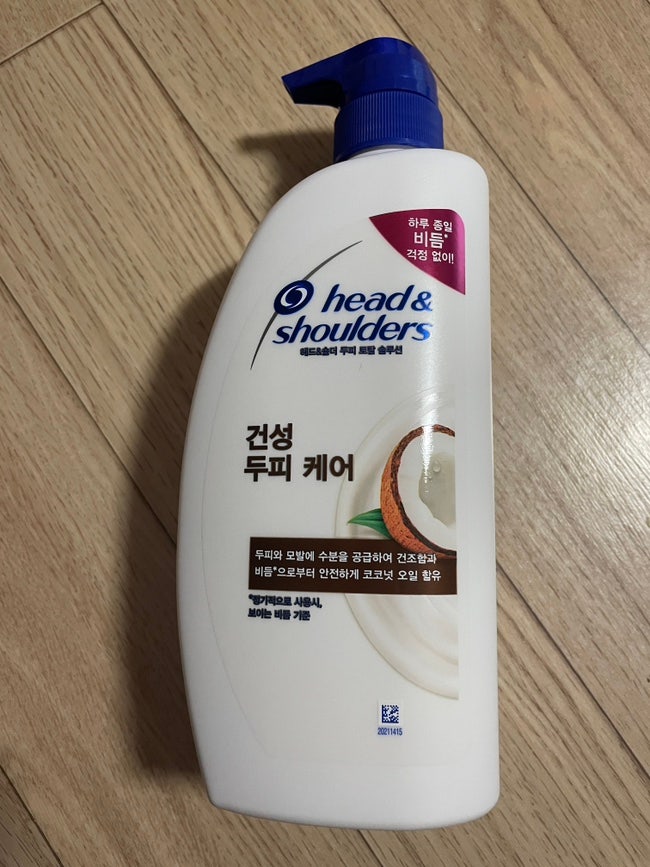 하루 종일
비듬*
걱정 없이!
head &
shoulders
헤드&숄더 두피 토탈 솔루션
건성
두피 케어
두피와 모발에 수분을 공급하여 건조함과
비듬*으로부터 안전하게 코코넛 오일 함유
*정기적으로 사용시,
보이는 비듬 기준
20211415